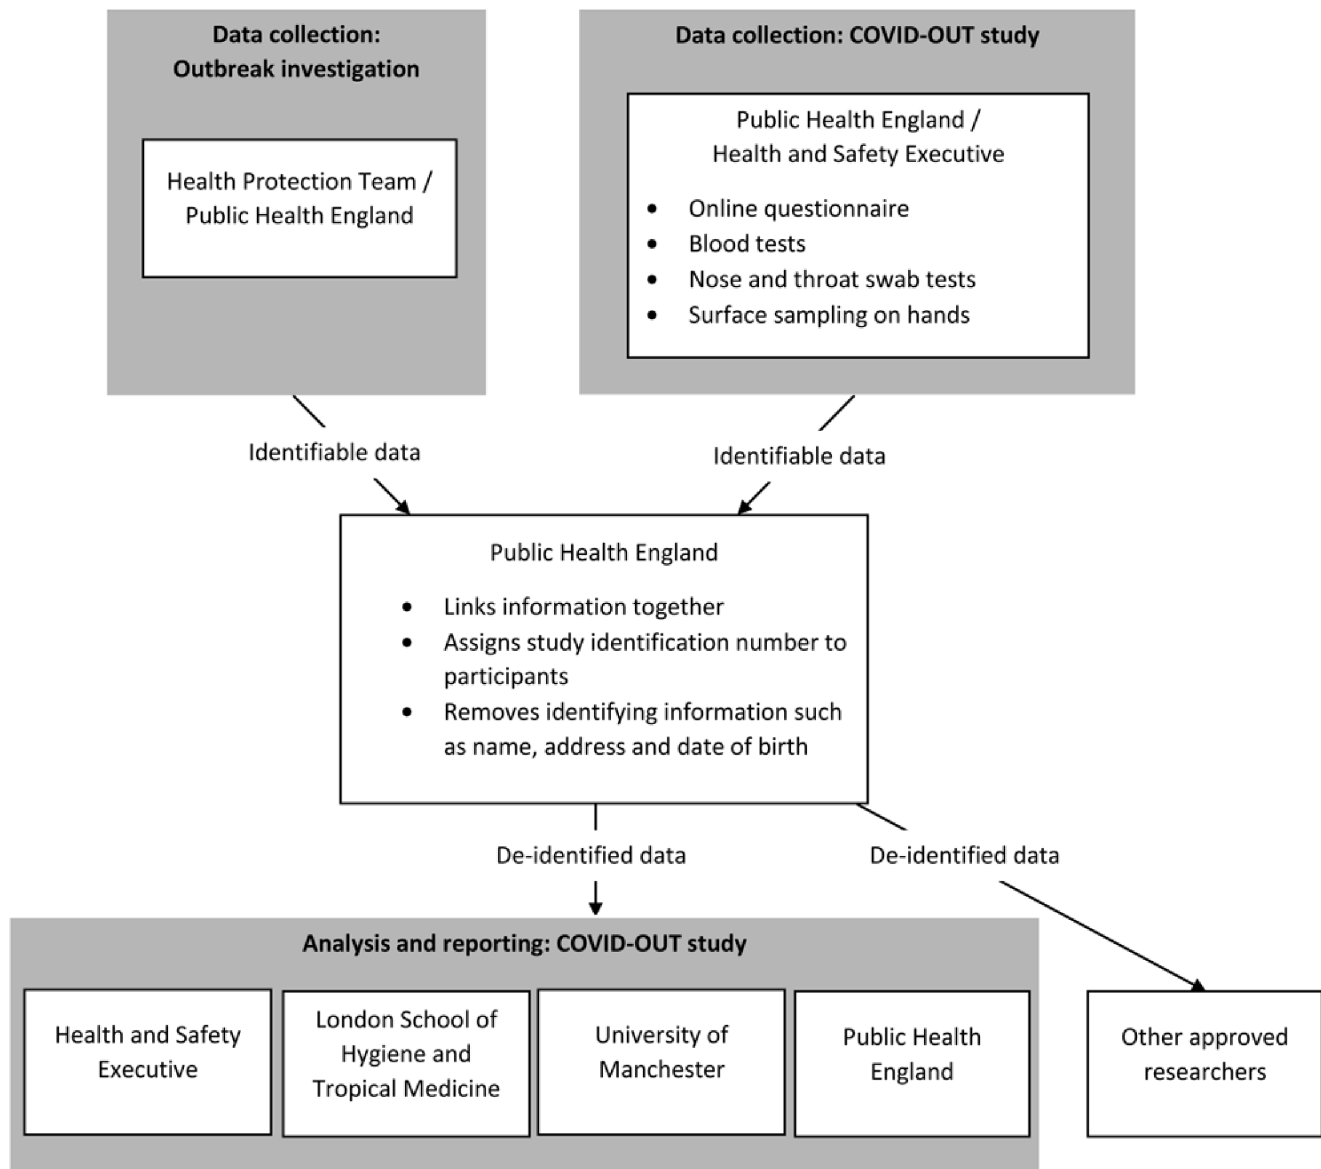 Data collection:
Outbreak investigation
Health Protection Team /
Public Health England
Data collection: COVID-OUT study
Public Health England /
Health and Safety Executive
• Online questionnaire
• Blood tests
• Nose and throat swab tests
• Surface sampling on hands
Identifiable data
Identifiable data
Public Health England
• Links information together
• Assigns study identification number to
participants
• Removes identifying information such
as name, address and date of birth
De-identified data
De-identified data
Analysis and reporting: COVID-OUT study
Health and Safety
Executive
London School of
Hygiene and
Tropical Medicine
University of
Manchester
Public Health
England
Other approved
researchers